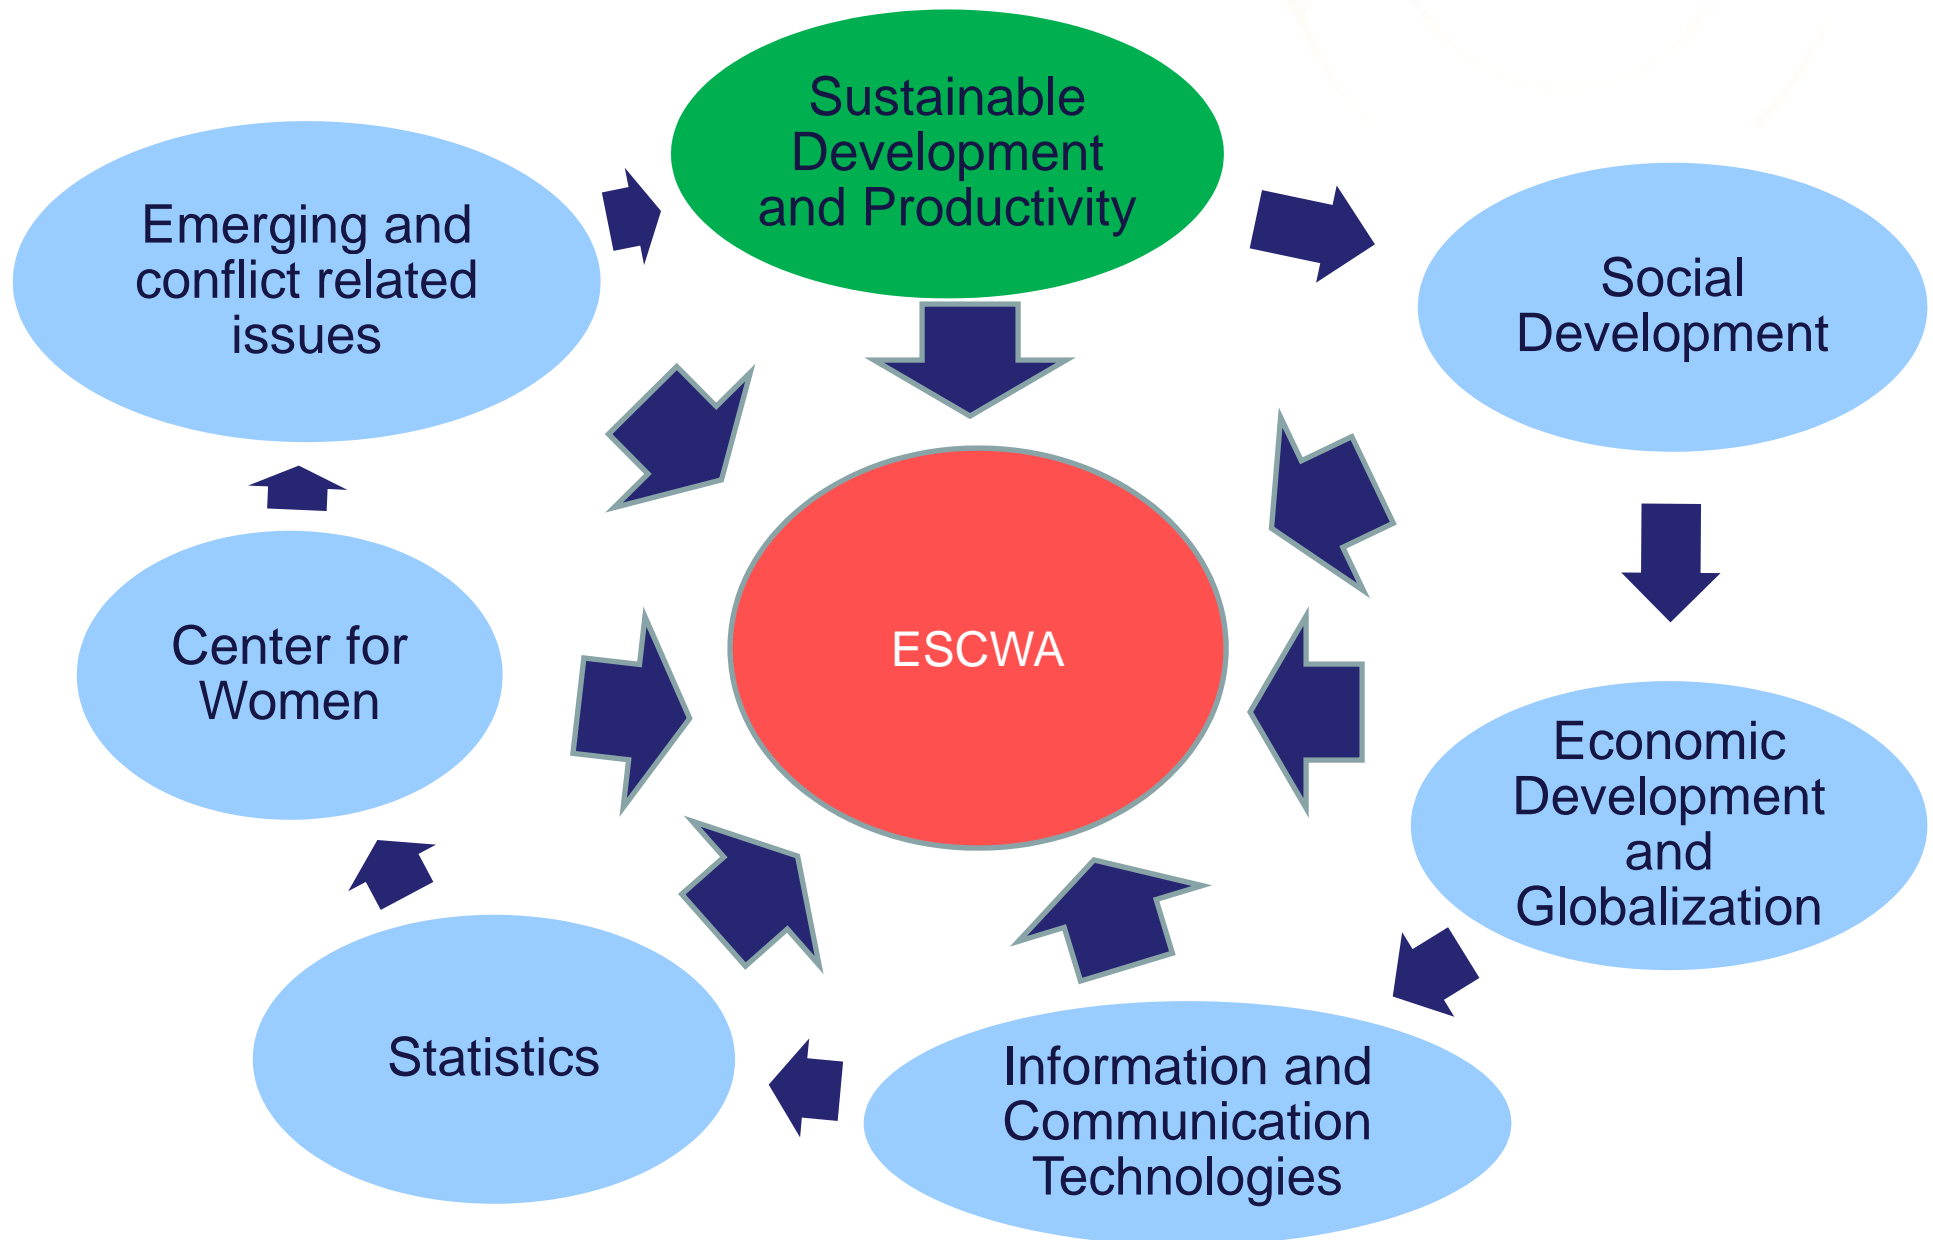 Sustainable
Development
and Productivity
Emerging and
conflict related
issues
Social
Development
ESCWA
Center for
Women
Economic
Development
and
Globalization
Statistics
Information and
Communication
Technologies